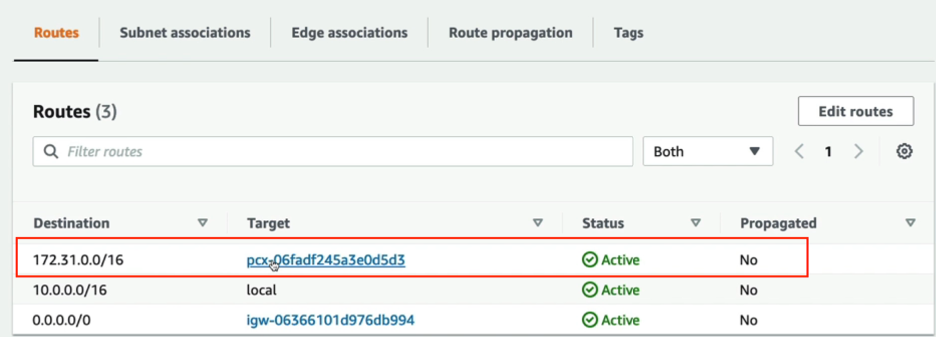 Routes Subnet associations Edge associations Route propagation Tags
Routes (3) Edit routes
Filter routes Both 1
Destination Target Status Propagated
172.31.0.0/16 pcx-06fadf245a3e0d5d3 Active No
10.0.0.0/16 local Active No
0.0.0.0/0 igw-06366101d976db994 Active No